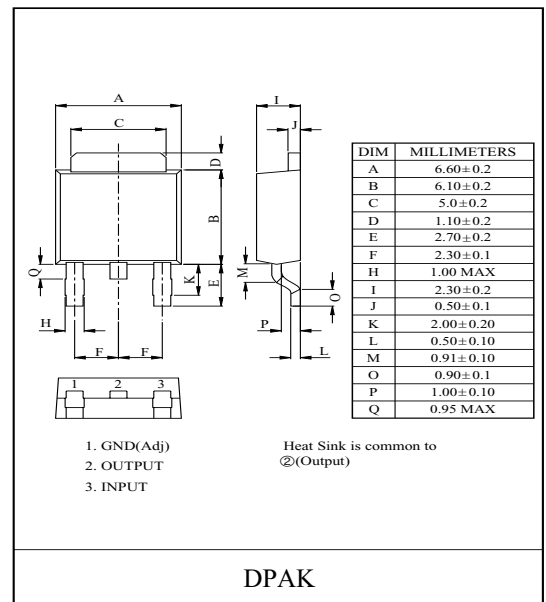 A
C
D
B
Q
K
E
H
F
F
I
J
M
O
P
L
1
2
3
1. GND(Adj)
2. OUTPUT
3. INPUT
Heat Sink is common to
②(Output)
DIM MILLIMETERS
A 6.60±0.2
B 6.10±0.2
C 5.0±0.2
D 1.10±0.2
E 2.70±0.2
F 2.30±0.1
H 1.00 MAX
I 2.30±0.2
J 0.50±0.1
K 2.00±0.20
L 0.50±0.10
M 0.91±0.10
O 0.90±0.1
P 1.00±0.10
Q 0.95 MAX
DPAK